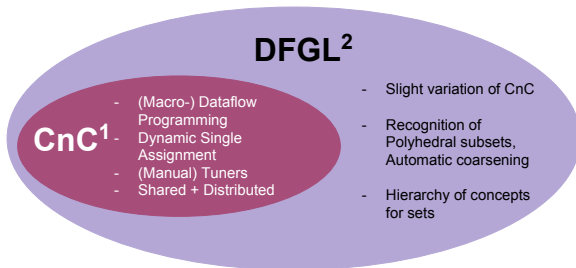 DFGL²
CnC¹
- (Macro-) Dataflow
Programming
- Dynamic Single
Assignment
- (Manual) Tuners
- Shared + Distributed
- Slight variation of CnC
- Recognition of
Polyhedral subsets,
Automatic coarsening
- Hierarchy of concepts
for sets